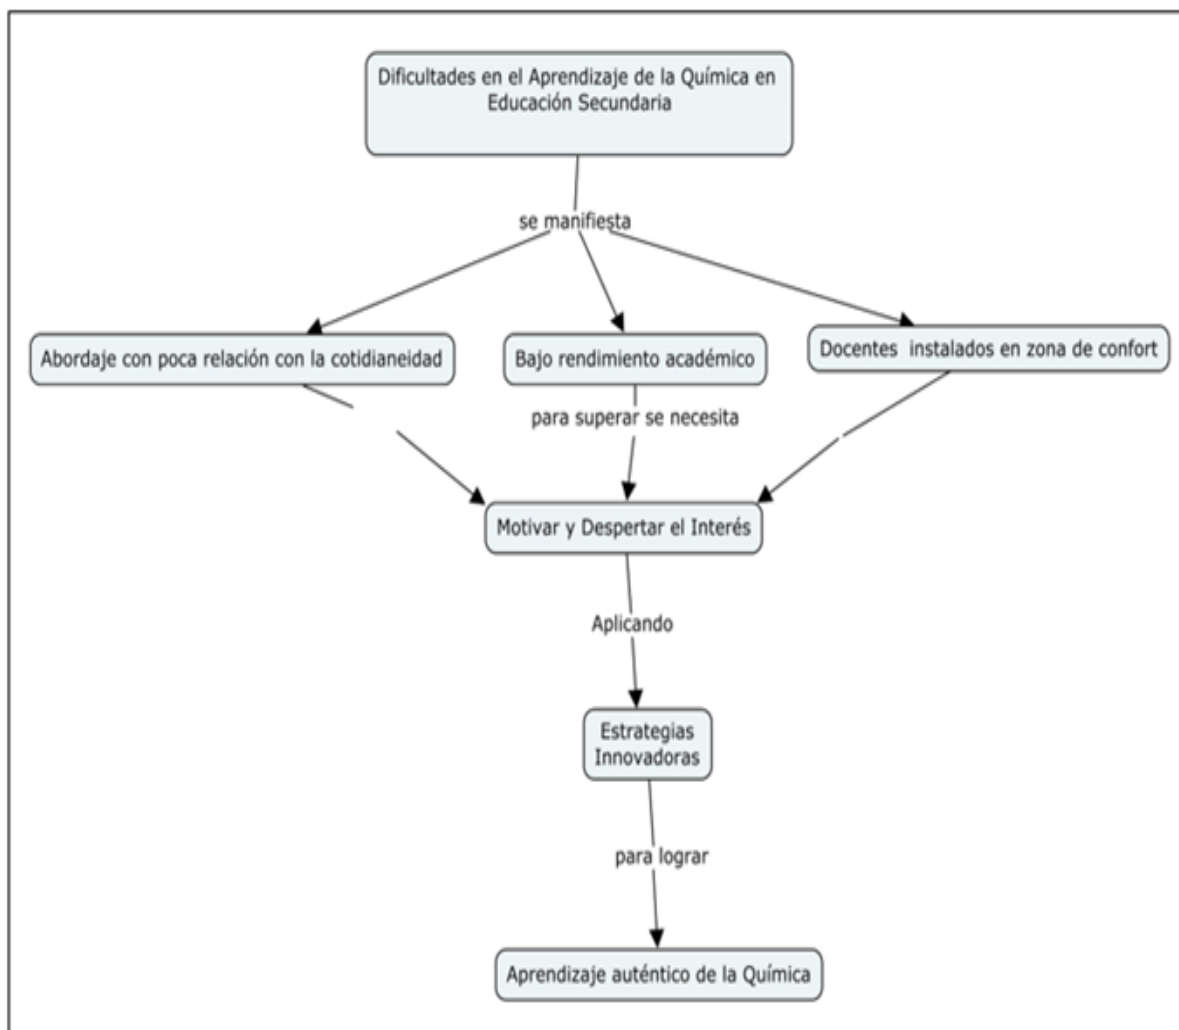 Dificultades en el Aprendizaje de la Química en
Educación Secundaria
se manifiesta
Abordaje con poca relación con la cotidianeidad
Bajo rendimiento académico
Docentes instalados en zona de confort
para superar se necesita
Motivar y Despertar el Interés
Aplicando
Estrategias
Innovadoras
para lograr
Aprendizaje auténtico de la Química